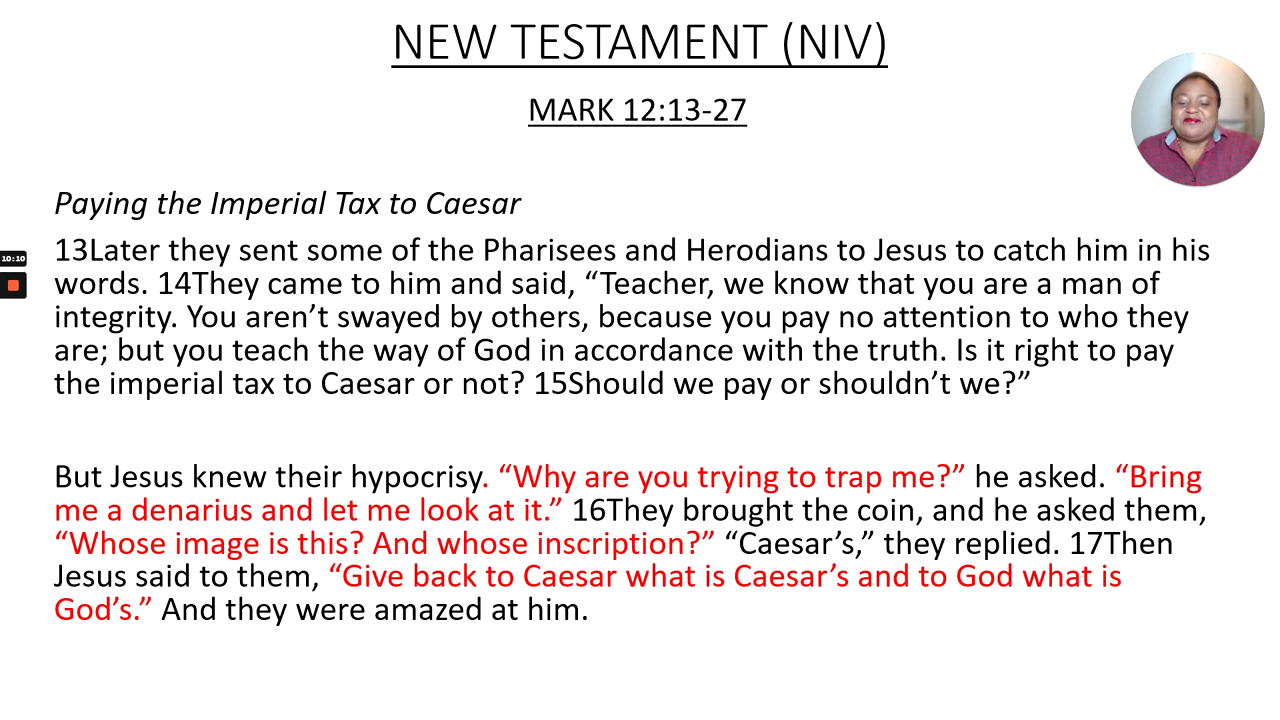 NEW TESTAMENT (NIV)
MARK 12:13-27
Paying the Imperial Tax to Caesar
13Later they sent some of the Pharisees and Herodians to Jesus to catch him in his
words. 14They came to him and said, “Teacher, we know that you are a man of
integrity. You aren’t swayed by others, because you pay no attention to who they
are; but you teach the way of God in accordance with the truth. Is it right to pay
the imperial tax to Caesar or not? 15Should we pay or shouldn’t we?”
But Jesus knew their hypocrisy. “Why are you trying to trap me?” he asked. “Bring
me a denarius and let me look at it.” 16They brought the coin, and he asked them,
“Whose image is this? And whose inscription?” “Caesar’s,” they replied. 17Then
Jesus said to them, “Give back to Caesar what is Caesar’s and to God what is
God’s.” And they were amazed at him.
10:10